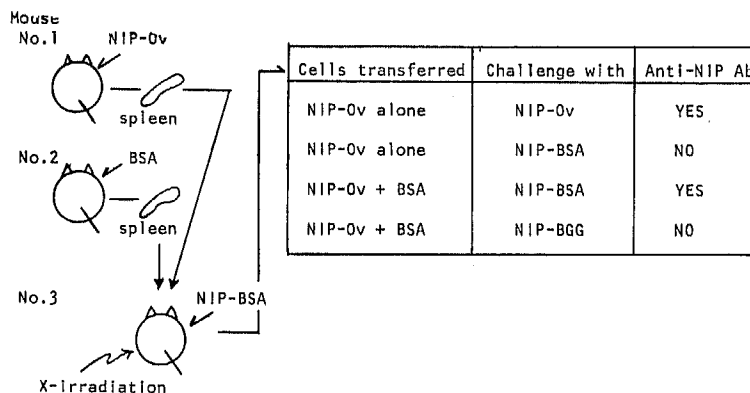 Mouse
No.1
NIP-Ov
spleen
No.2
BSA
spleen
No.3
NIP-BSA
X-irradiation
Cells transferred Challenge with Anti-NIP Ab
NIP-Ov alone NIP-Ov YES
NIP-Ov alone NIP-BSA NO
NIP-Ov + BSA NIP-BSA YES
NIP-Ov + BSA NIP-BGG NO